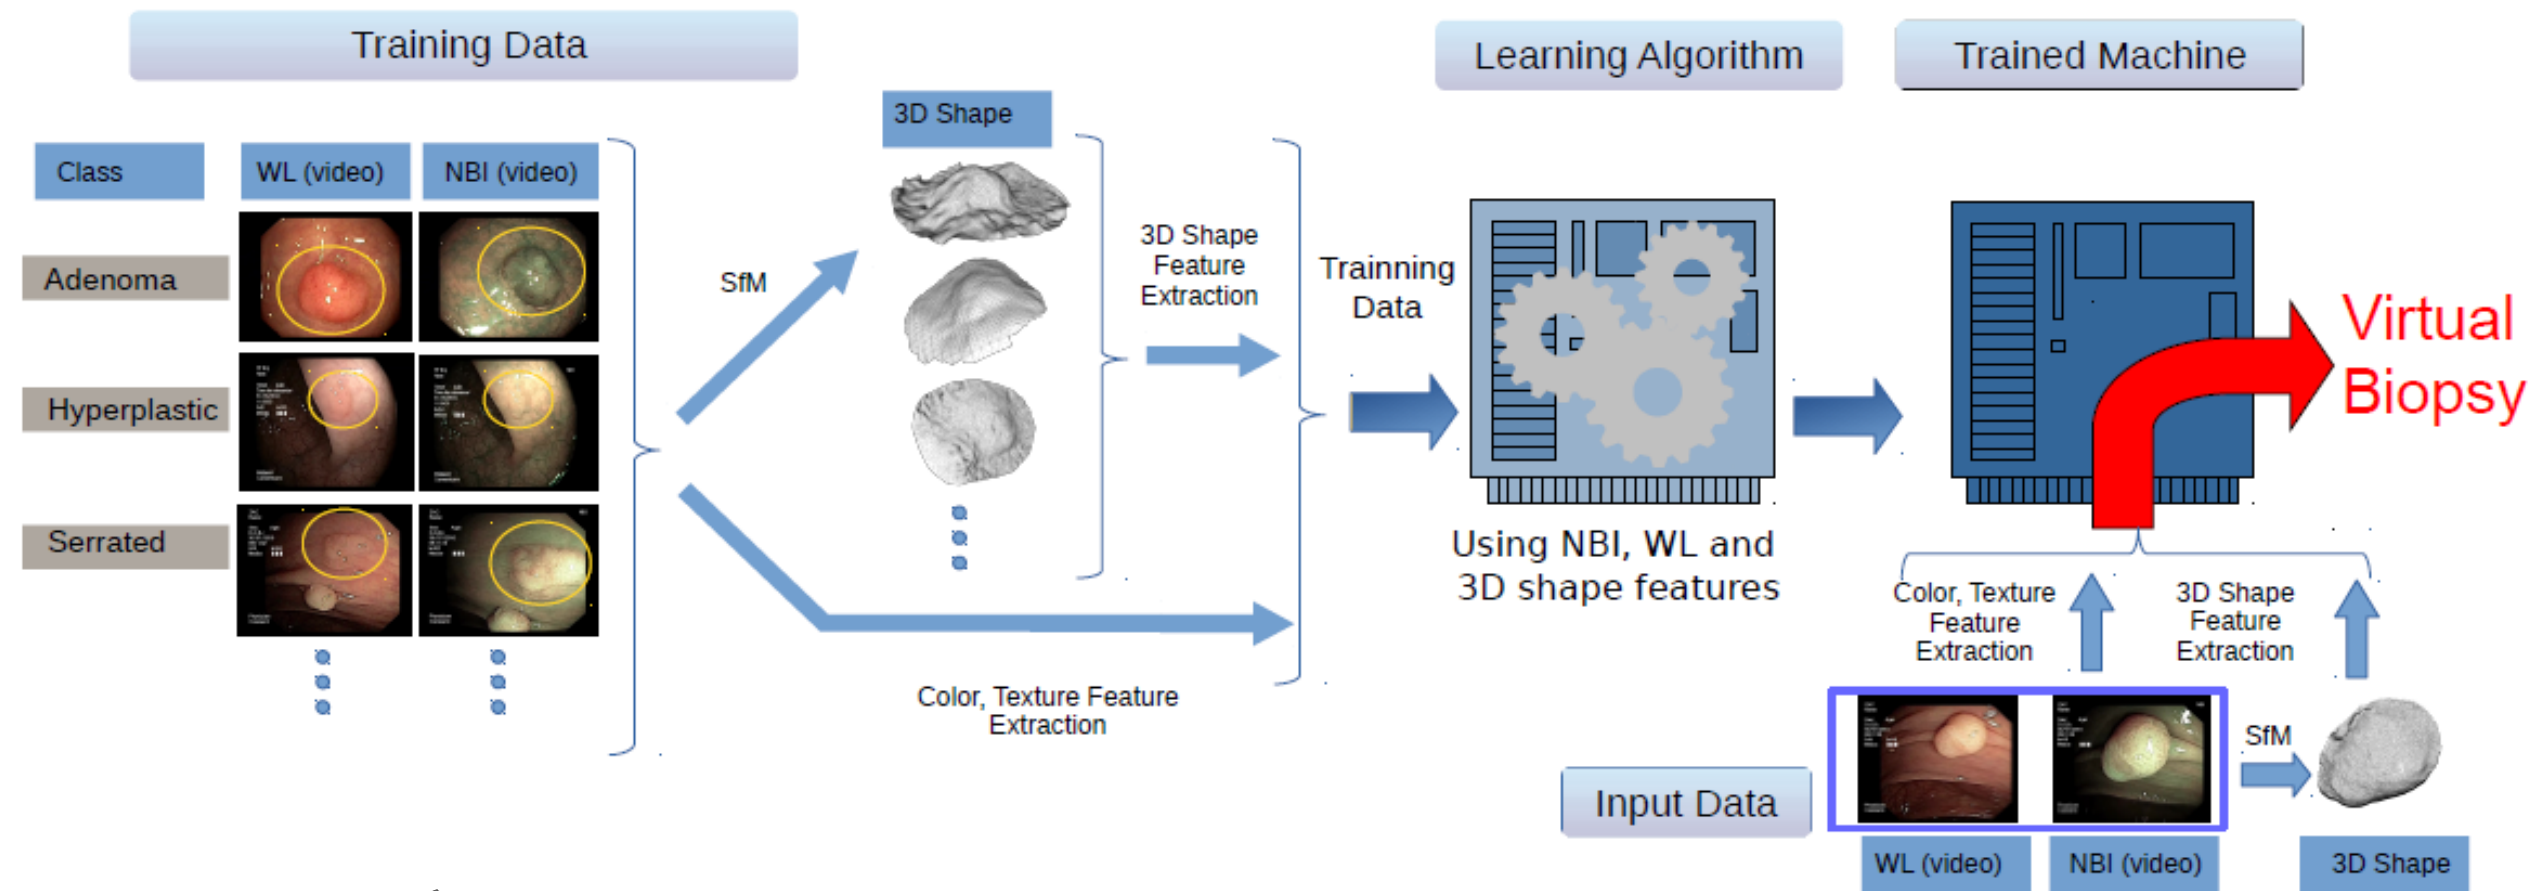 Training Data
Learning Algorithm
Trained Machine
3D Shape
Class
WL (video)
NBI (video)
Adenoma
Hyperplastic
Serrated
SfM
3D Shape
Feature
Extraction
Color, Texture Feature
Extraction
Trainning
Data
Using NBI, WL and
3D shape features
Virtual
Biopsy
Color, Texture
Feature
Extraction
3D Shape
Feature
Extraction
SfM
Input Data
WL (video)
NBI (video)
3D Shape